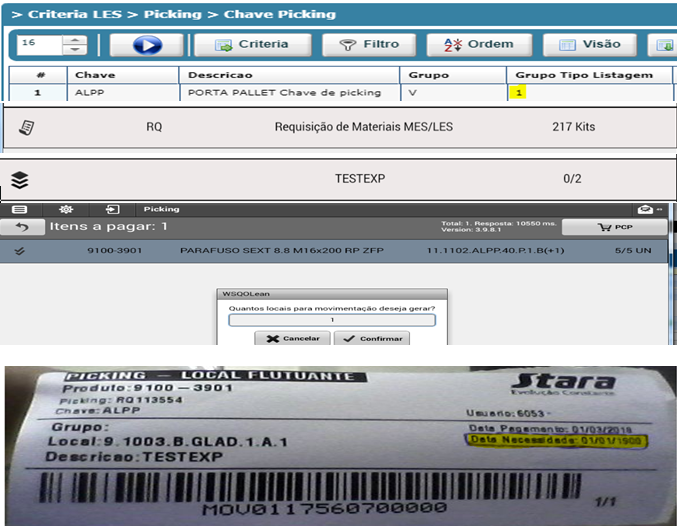 > Criteria LES > Picking > Chave Picking
16 Criteria Filtro Ordem Visão
# Chave Descricao Grupo Grupo Tipo Listagem
1 ALPP PORTA PALLET Chave de picking V 1
RQ Requisição de Materiais MES/LES 217 Kits
TESTEXP 0/2
Picking
Itens a pagar: 1 Total: 1. Resposta: 10550 ms. Version: 3.9.8.1 PCP
9100-3901 PARAFUSO SEXT 8.8 M16x200 RP ZFP 11.1102.ALPP.40.P.1.B(+1) 5/5 UN
WSQOLean
Quantos locais para movimentação deseja gerar?
1
Cancelar Confirmar
PICKING - LOCAL FLUTUANTE
Stara
Evolução Constante
Produto:9100-3901
Picking: RQ113554
Chave:ALPP
Usuario:6053-
Grupo:
Data Pagamento: 01/03/2018
Local:9.1003.B.GLAD.1.A.1
Data Necessidade: 01/01/1900
Descricao:TESTEXP
MOV0117560700000
1/1